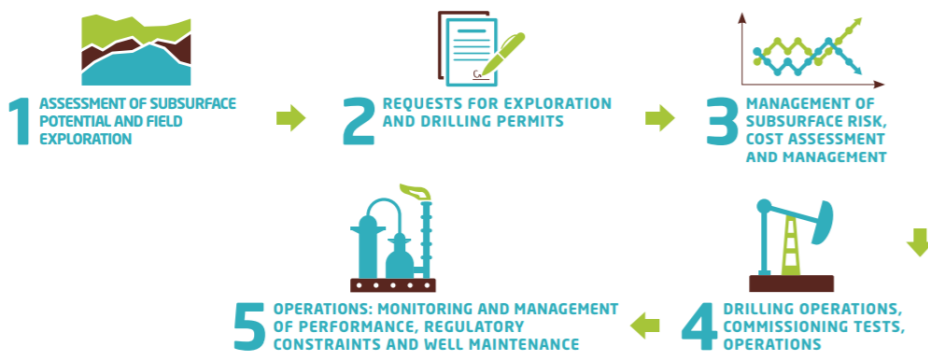 1 ASSESSMENT OF SUBSURFACE
POTENTIAL AND FIELD
EXPLORATION
2 REQUESTS FOR EXPLORATION
AND DRILLING PERMITS
3 MANAGEMENT OF
SUBSURFACE RISK,
COST ASSESSMENT
AND MANAGEMENT
4 DRILLING OPERATIONS,
COMMISSIONING TESTS,
OPERATIONS
5 OPERATIONS: MONITORING AND MANAGEMENT
OF PERFORMANCE, REGULATORY
CONSTRAINTS AND WELL MAINTENANCE